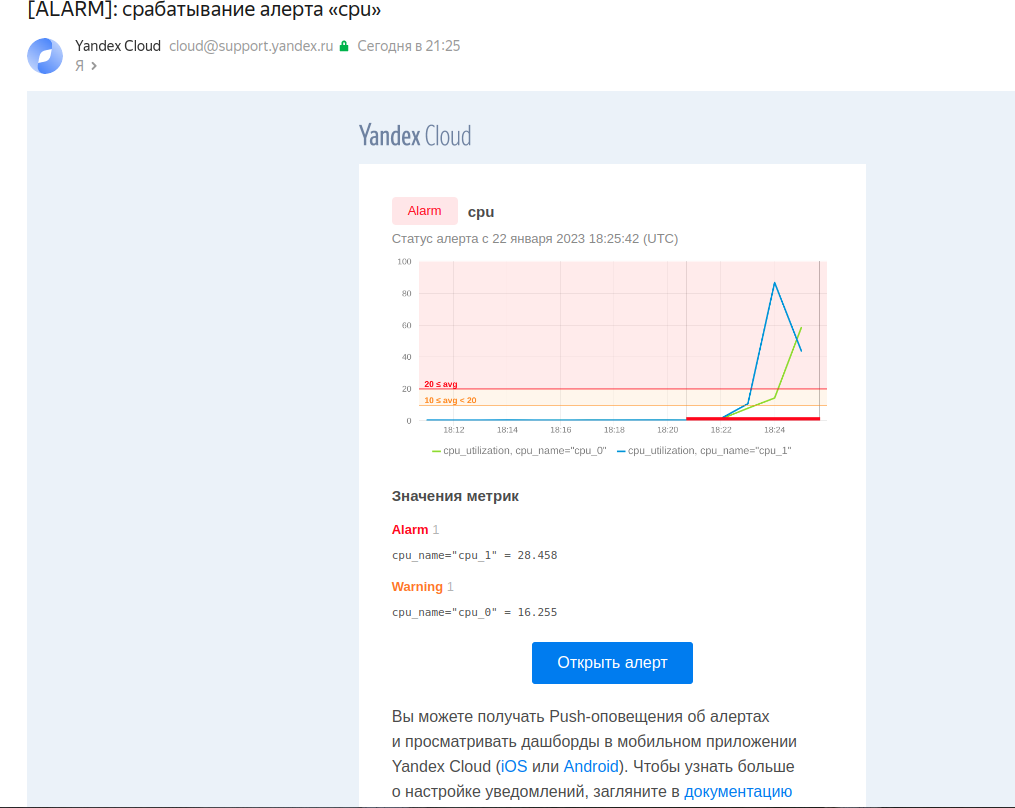 [ALARM]: срабатывание алерта «cpu»
Yandex Cloud cloud@support.yandex.ru Сегодня в 21:25
Я >
Yandex Cloud
Alarm cpu
Статус алерта с 22 января 2023 18:25:42 (UTC)
100
80
60
40
20
0
20 ≤ avg
10 ≤ avg < 20
18:12 18:14 18:16 18:18 18:20 18:22 18:24
cpu_utilization, cpu_name="cpu_0" cpu_utilization, cpu_name="cpu_1"
Значения метрик
Alarm 1
cpu_name="cpu_1" = 28.458
Warning 1
cpu_name="cpu_0" = 16.255
Открыть алерт
Вы можете получать Push-оповещения об алертах
и просматривать дашборды в мобильном приложении
Yandex Cloud (iOS или Android). Чтобы узнать больше
о настройке уведомлений, загляните в документацию